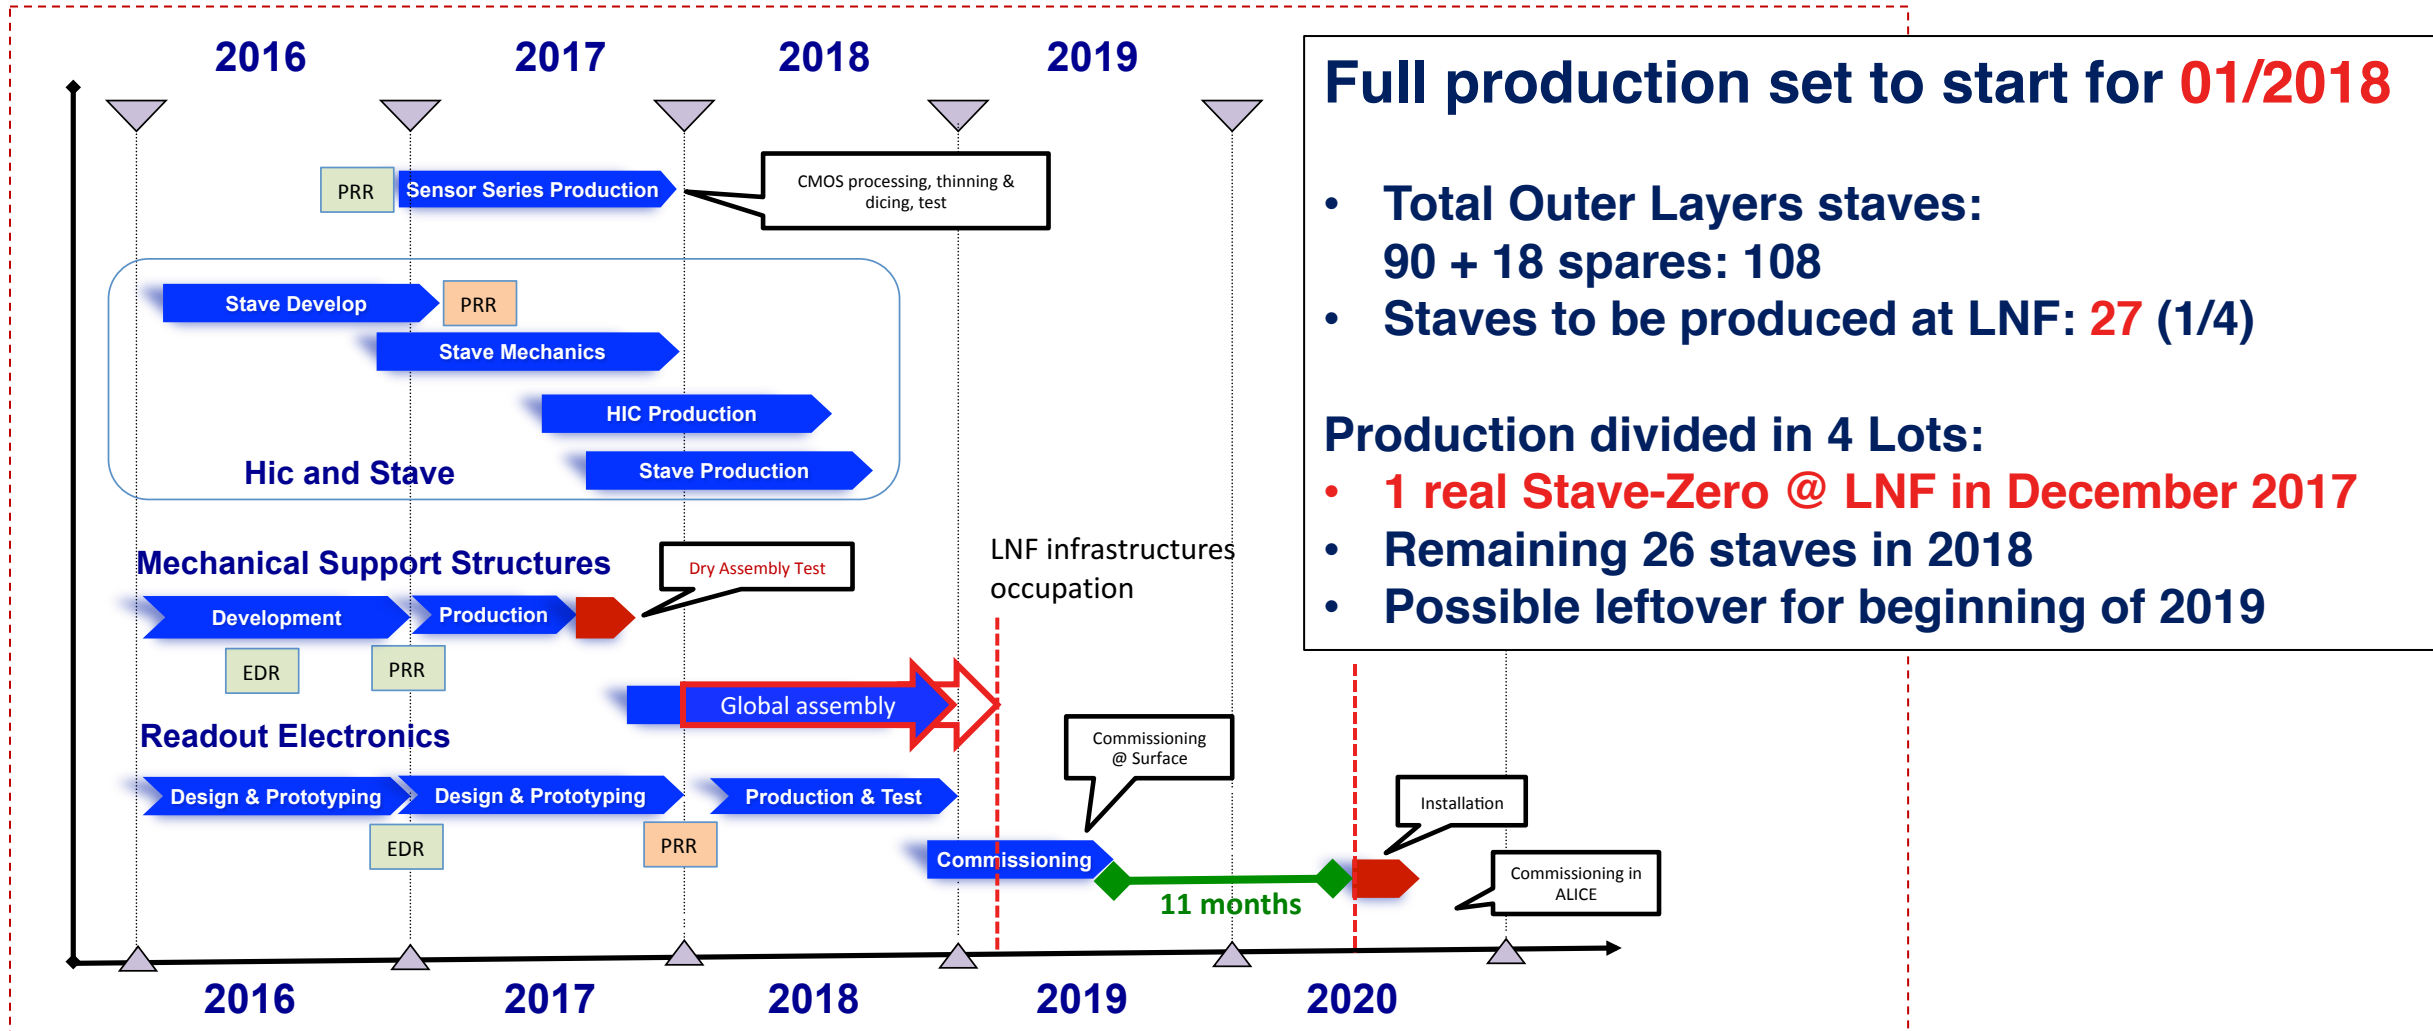 2016
2017
2018
2019
Full production set to start for 01/2018
• Total Outer Layers staves:
90 + 18 spares: 108
• Staves to be produced at LNF: 27 (1/4)
Production divided in 4 Lots:
• 1 real Stave-Zero @ LNF in December 2017
• Remaining 26 staves in 2018
• Possible leftover for beginning of 2019
PRR
Sensor Series Production
CMOS processing, thinning &
dicing, test
Stave Develop
PRR
Stave Mechanics
HIC Production
Stave Production
Hic and Stave
Mechanical Support Structures
Dry Assembly Test
LNF infrastructures
occupation
Development
Production
EDR
PRR
Global assembly
Readout Electronics
Commissioning
@ Surface
Design & Prototyping
Design & Prototyping
Production & Test
Installation
EDR
PRR
Commissioning
11 months
Commissioning in
ALICE
2016
2017
2018
2019
2020